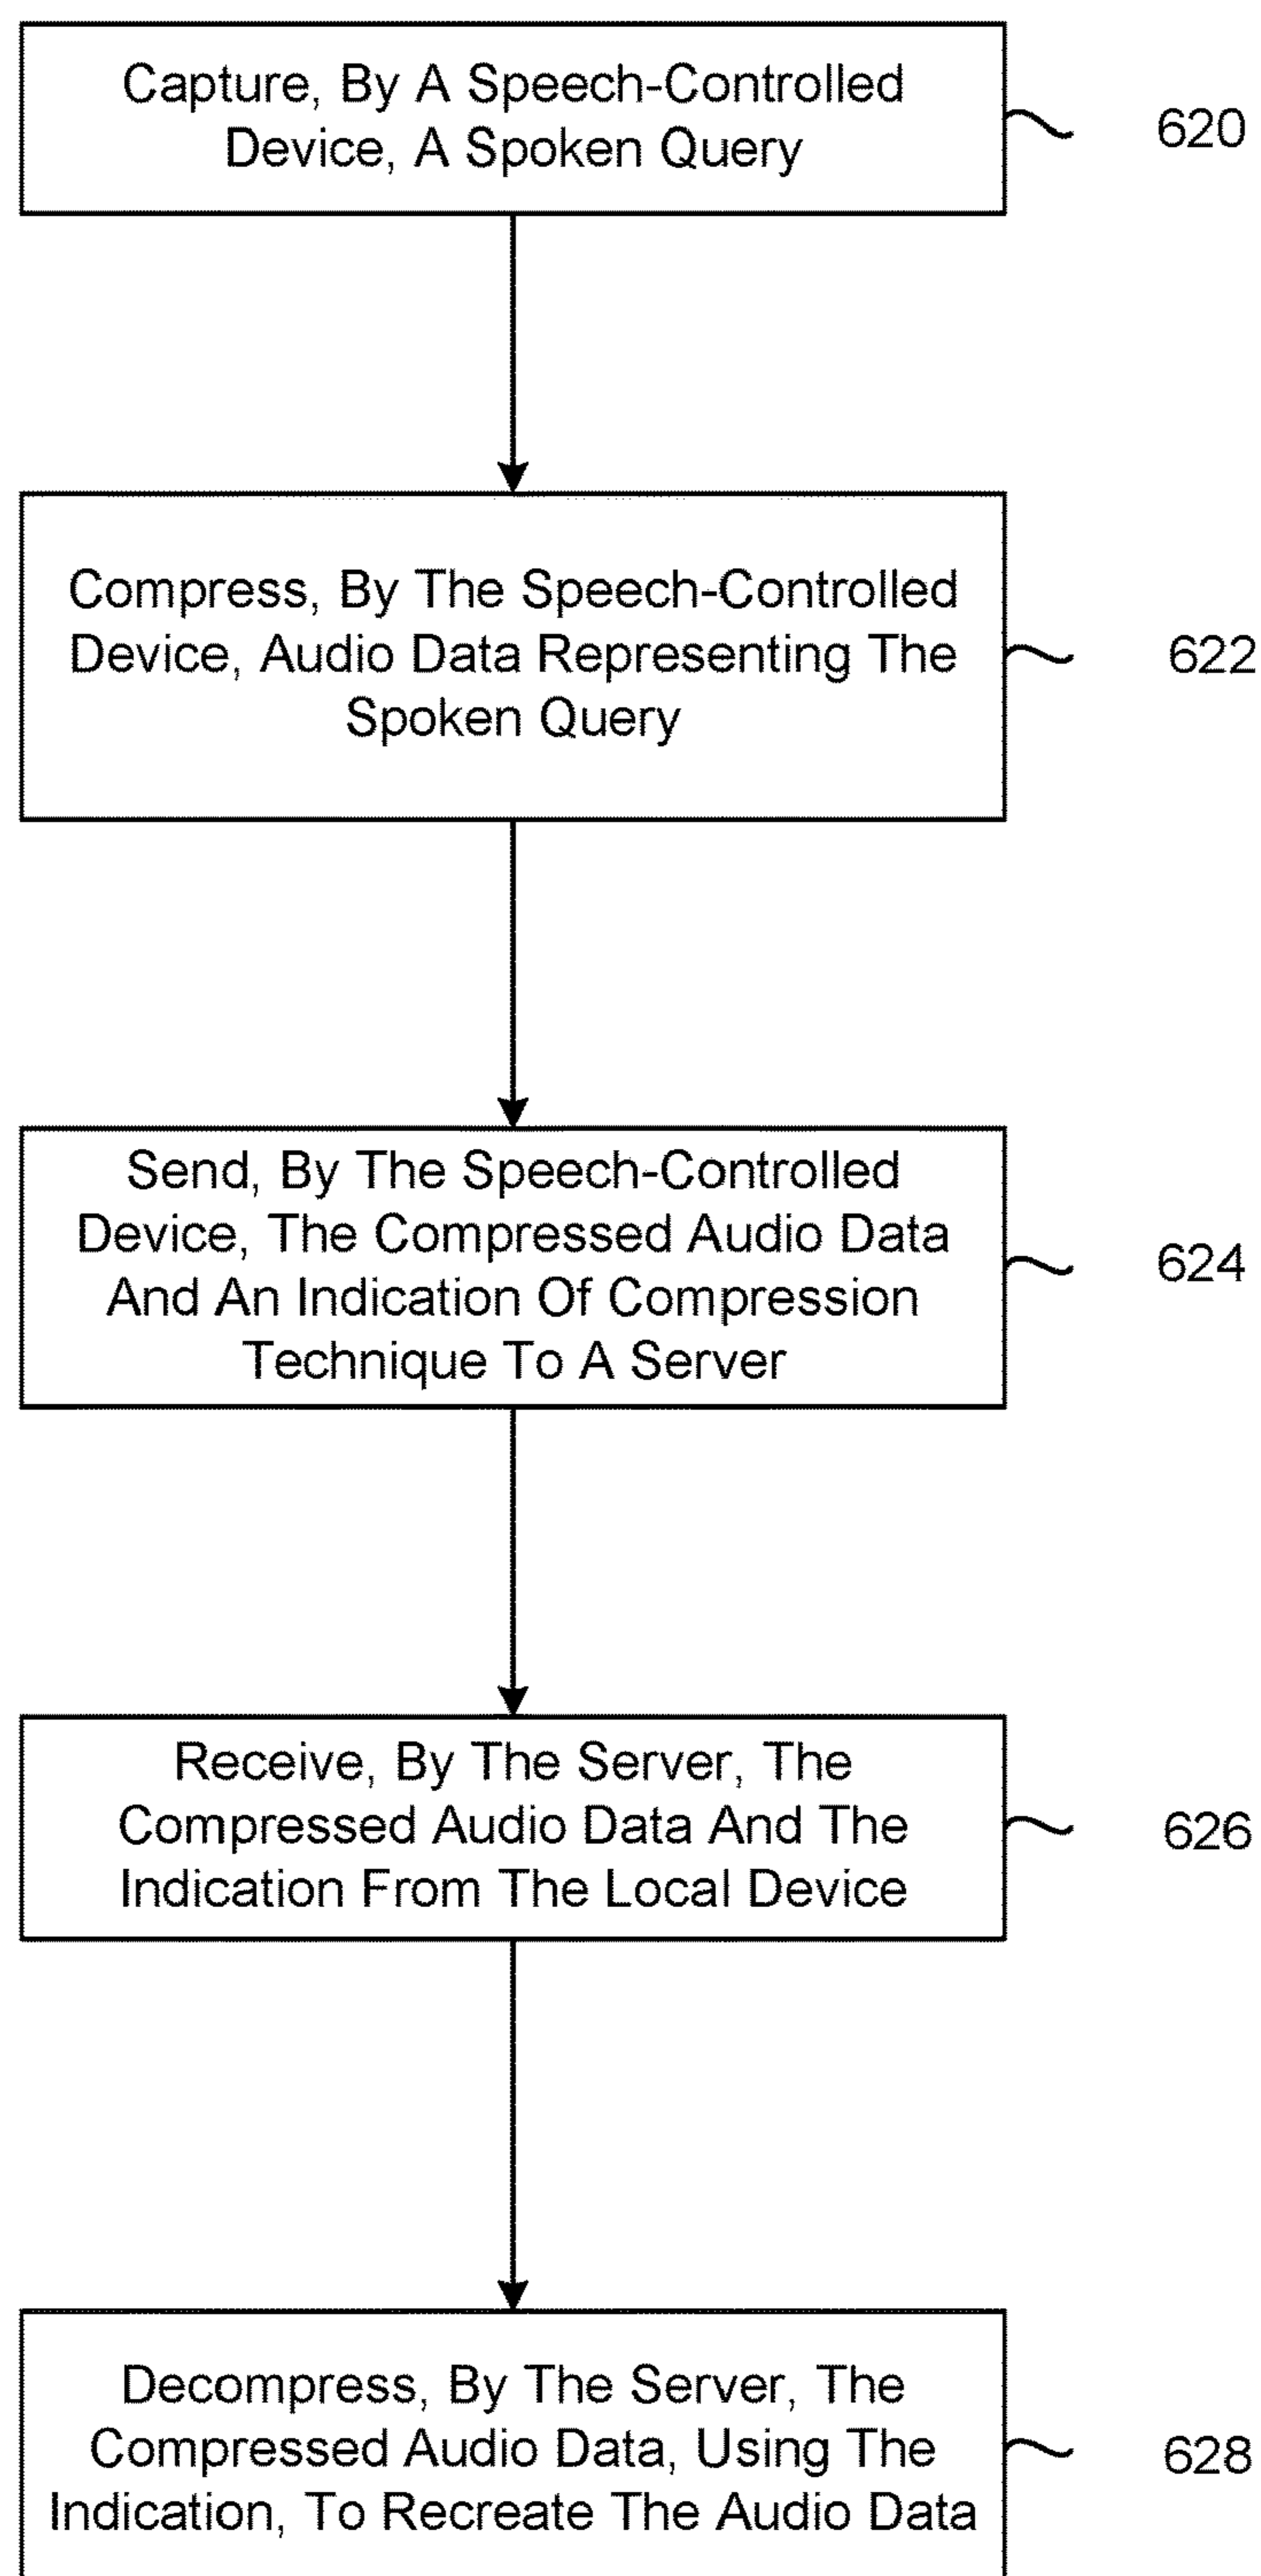 Capture, By A Speech-Controlled
Device, A Spoken Query
620
Compress, By The Speech-Controlled
Device, Audio Data Representing The
Spoken Query
622
Send, By The Speech-Controlled
Device, The Compressed Audio Data
And An Indication Of Compression
Technique To A Server
624
Receive, By The Server, The
Compressed Audio Data And The
Indication From The Local Device
626
Decompress, By The Server, The
Compressed Audio Data, Using The
Indication, To Recreate The Audio Data
628